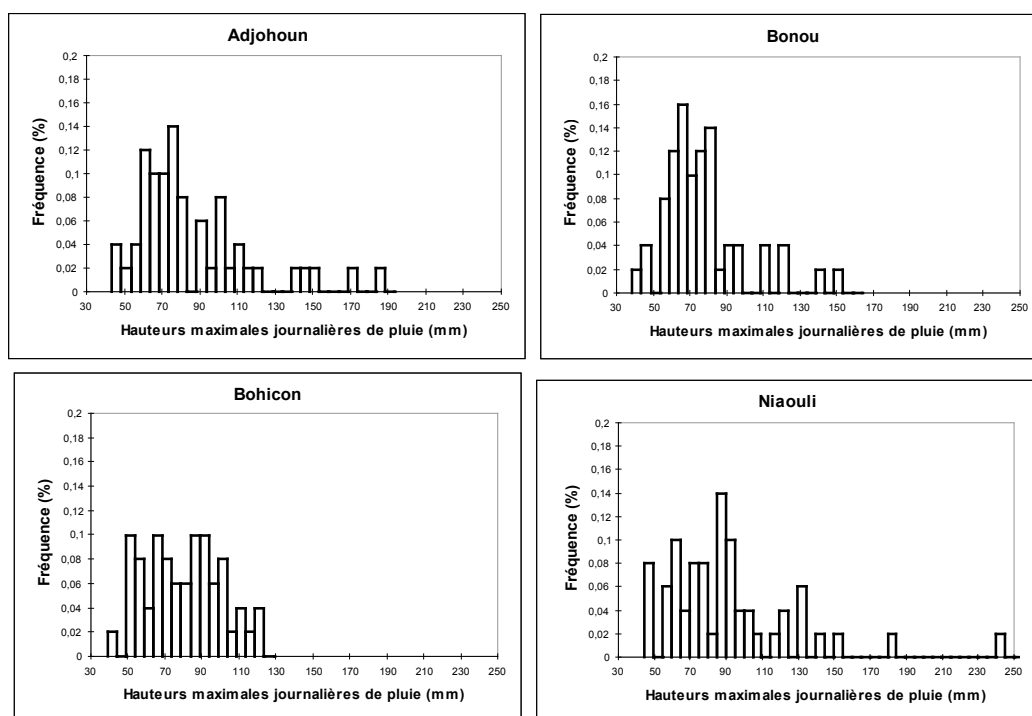 Adjohoun
0,2
0,18
0,16
0,14
0,12
0,1
0,08
0,06
0,04
0,02
0
Fréquence (%)
30 50 70 90 110 130 150 170 190 210 230 250
Hauteurs maximales journalières de pluie (mm)
Bonou
0,2
0,18
0,16
0,14
0,12
0,1
0,08
0,06
0,04
0,02
0
Fréquence (%)
30 50 70 90 100 130 150 170 190 210 230 250
Hauteurs maximales journalières de pluie (mm)
Bohicon
0,2
0,18
0,16
0,14
0,12
0,1
0,08
0,06
0,04
0,02
0
Fréquence (%)
30 50 70 90 110 130 150 170 190 210 230 250
Hauteurs maximales journalières de pluie (mm)
Niaouli
0,2
0,18
0,16
0,14
0,12
0,1
0,08
0,06
0,04
0,02
0
Fréquence (%)
30 50 70 90 110 130 150 170 190 210 230 250
Hauteurs maximales journalières de pluie (mm)